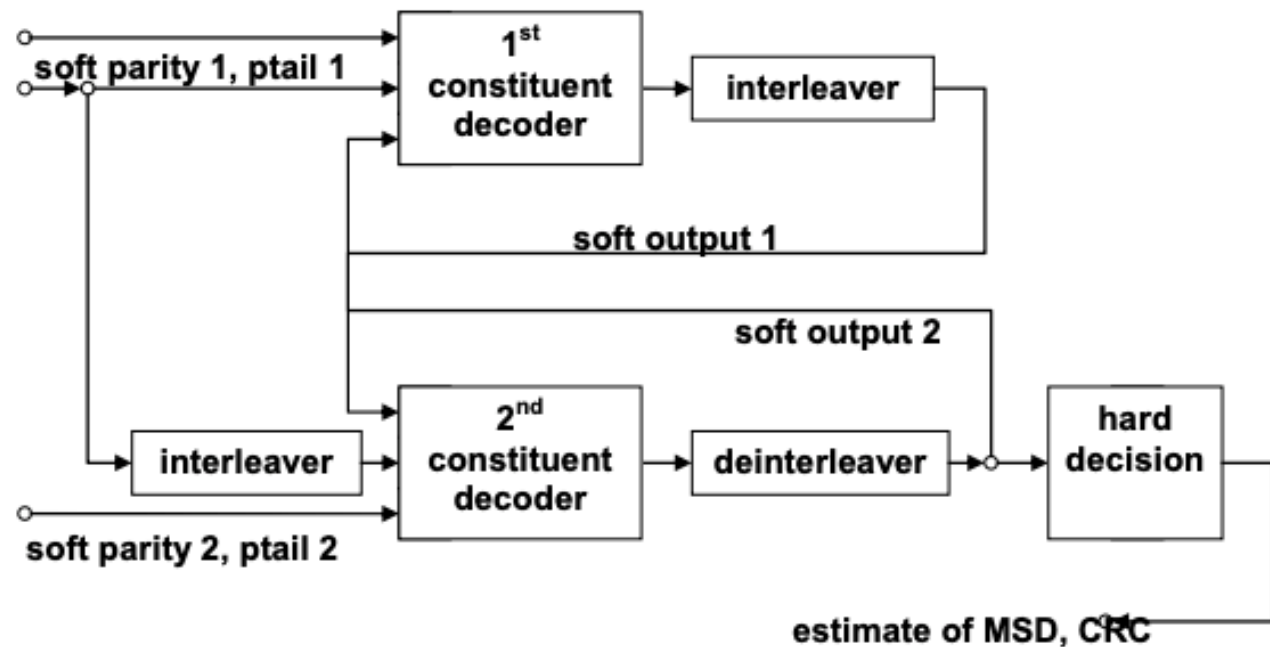 1st
constituent
decoder
soft parity 1, ptail 1
interleaver
soft output 1
soft output 2
2nd
constituent
decoder
interleaver
deinterleaver
hard
decision
soft parity 2, ptail 2
estimate of MSD, CRC